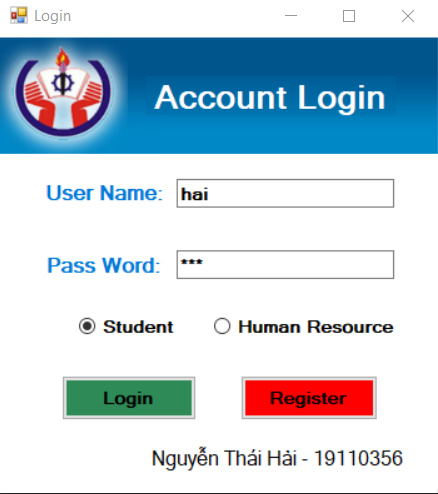 Login
Account Login
User Name: hai
Pass Word: ***
Student Human Resource
Login Register
Nguyễn Thái Hải - 19110356